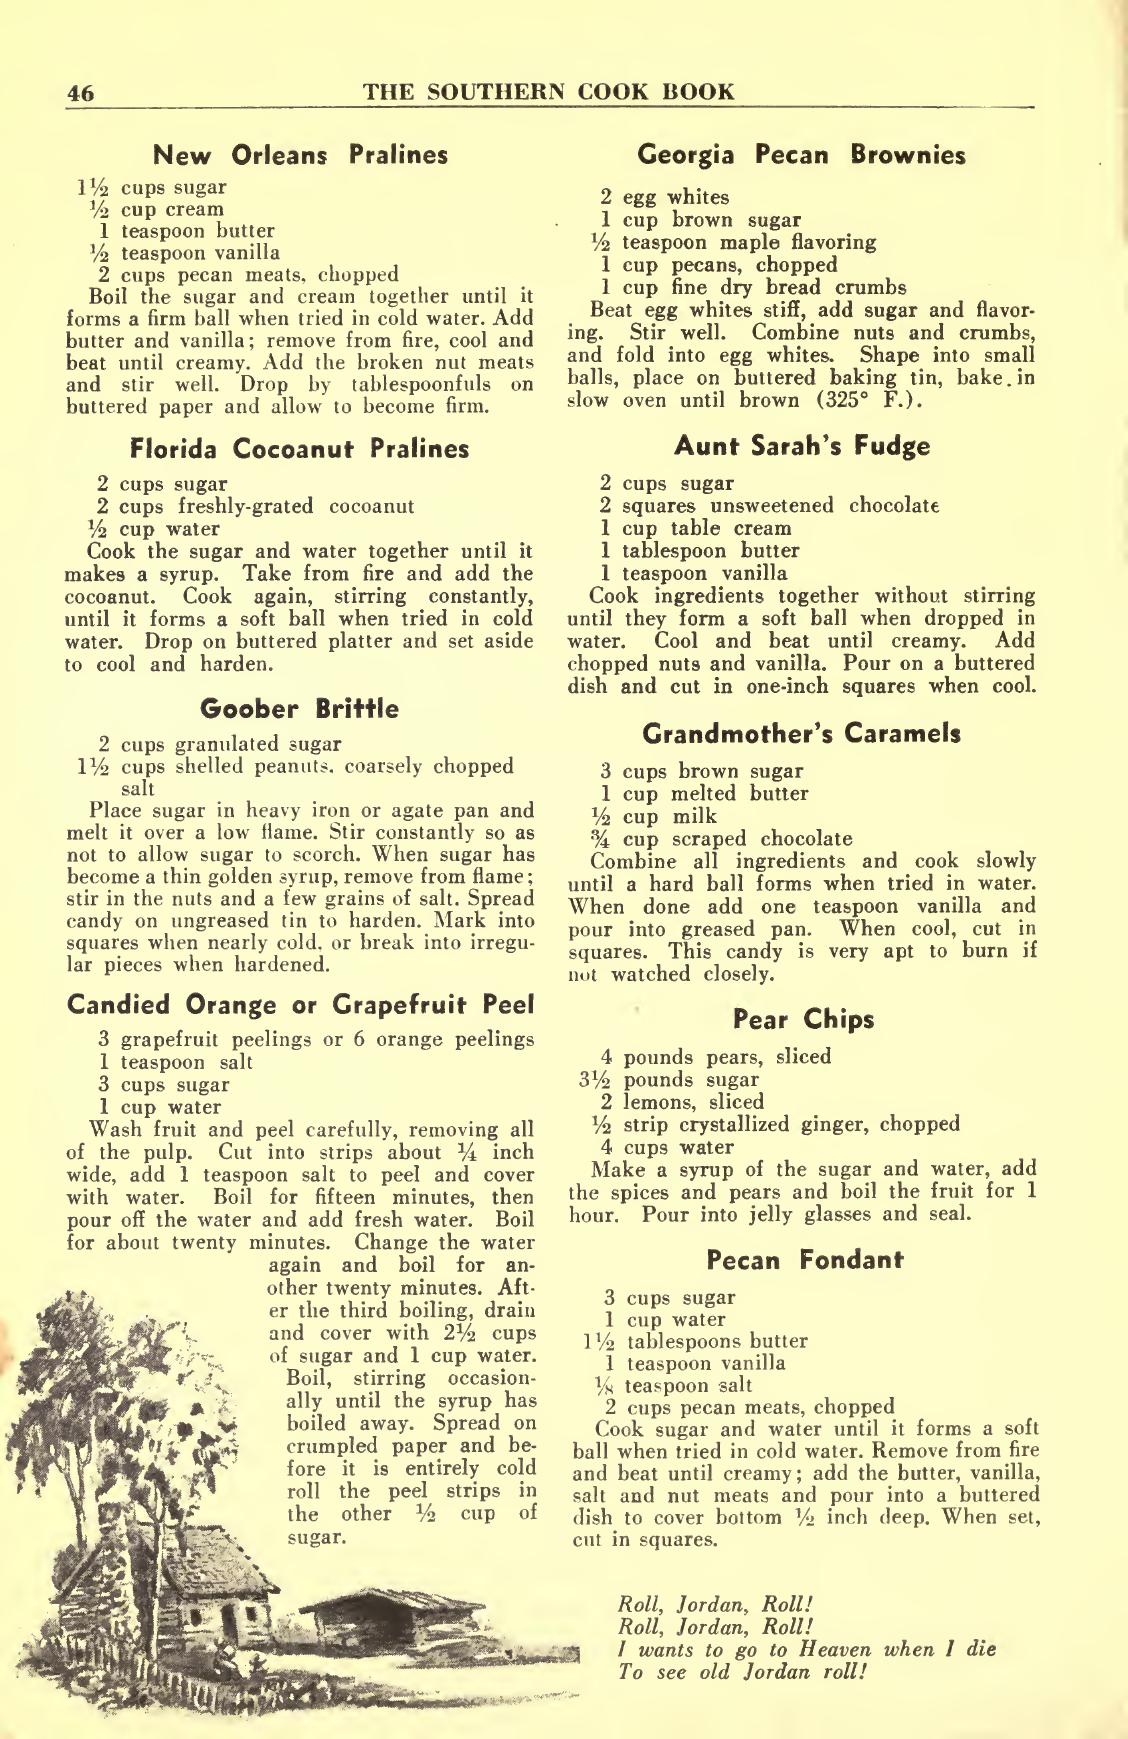 46
THE SOUTHERN COOK BOOK
New Orleans Pralines
1½ cups sugar
½ cup cream
1 teaspoon butter
½ teaspoon vanilla
2 cups pecan meats, chopped
Boil the sugar and cream together until it
forms a firm ball when tried in cold water. Add
butter and vanilla; remove from fire, cool and
beat until creamy. Add the broken nut meats
and stir well. Drop by tablespoonfuls on
buttered paper and allow to become firm.
Florida Cocoanut Pralines
2 cups sugar
2 cups freshly-grated cocoanut
½ cup water
Cook the sugar and water together until it
makes a syrup. Take from fire and add the
cocoanut. Cook again, stirring constantly,
until it forms a soft ball when tried in cold
water. Drop on buttered platter and set aside
to cool and harden.
Goober Brittle
2 cups granulated sugar
1½ cups shelled peanuts, coarsely chopped
salt
Place sugar in heavy iron or agate pan and
melt it over a low flame. Stir constantly so as
not to allow sugar to scorch. When sugar has
become a thin golden syrup, remove from flame;
stir in the nuts and a few grains of salt. Spread
candy on ungreased tin to harden. Mark into
squares when nearly cold, or break into irregu-
lar pieces when hardened.
Candied Orange or Grapefruit Peel
3 grapefruit peelings or 6 orange peelings
1 teaspoon salt
3 cups sugar
1 cup water
Wash fruit and peel carefully, removing all
of the pulp. Cut into strips about ¼ inch
wide, add 1 teaspoon salt to peel and cover
with water. Boil for fifteen minutes, then
pour off the water and add fresh water. Boil
for about twenty minutes. Change the water
again and boil for an-
other twenty minutes. Aft-
er the third boiling, drain
and cover with 2½ cups
of sugar and 1 cup water.
Boil, stirring occasion-
ally until the syrup has
boiled away. Spread on
crumpled paper and be-
fore it is entirely cold
roll the peel strips in
the other ½ cup of
sugar.
Georgia Pecan Brownies
2 egg whites
1 cup brown sugar
½ teaspoon maple flavoring
1 cup pecans, chopped
1 cup fine dry bread crumbs
Beat egg whites stiff, add sugar and flavor-
ing. Stir well. Combine nuts and crumbs,
and fold into egg whites. Shape into small
balls, place on buttered baking tin, bake in
slow oven until brown (325° F.).
Aunt Sarah's Fudge
2 cups sugar
2 squares unsweetened chocolate
1 cup table cream
1 tablespoon butter
1 teaspoon vanilla
Cook ingredients together without stirring
until they form a soft ball when dropped in
water. Cool and beat until creamy. Add
chopped nuts and vanilla. Pour on a buttered
dish and cut in one-inch squares when cool.
Grandmother's Caramels
3 cups brown sugar
1 cup melted butter
½ cup milk
¾ cup scraped chocolate
Combine all ingredients and cook slowly
until a hard ball forms when tried in water.
When done add one teaspoon vanilla and
pour into greased pan. When cool, cut in
squares. This candy is very apt to burn if
not watched closely.
Pear Chips
4 pounds pears, sliced
3½ pounds sugar
2 lemons, sliced
½ strip crystallized ginger, chopped
4 cups water
Make a syrup of the sugar and water, add
the spices and pears and boil the fruit for 1
hour. Pour into jelly glasses and seal.
Pecan Fondant
3 cups sugar
1 cup water
1½ tablespoons butter
1 teaspoon vanilla
⅛ teaspoon salt
2 cups pecan meats, chopped
Cook sugar and water until it forms a soft
ball when tried in cold water. Remove from fire
and beat until creamy; add the butter, vanilla,
salt and nut meats and pour into a buttered
dish to cover bottom ½ inch deep. When set,
cut in squares.
Roll, Jordan, Roll!
Roll, Jordan, Roll!
I wants to go to Heaven when I die
To see old Jordan roll!